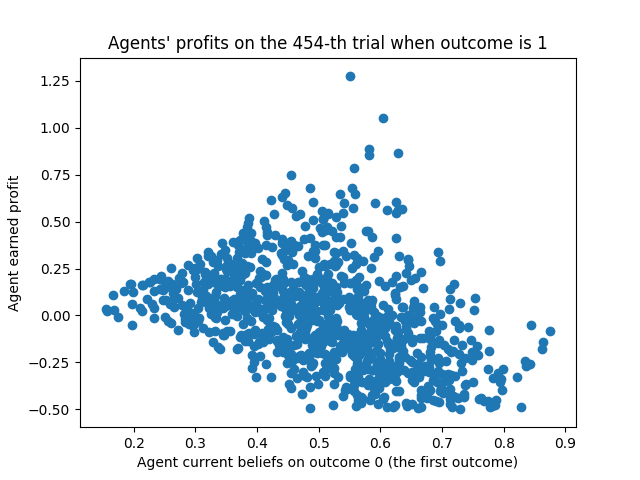 Agents' profits on the 454-th trial when outcome is 1
1.25
1.00
0.75
0.50
0.25
0.00
−0.25
−0.50
Agent earned profit
0.2 0.3 0.4 0.5 0.6 0.7 0.8 0.9
Agent current beliefs on outcome 0 (the first outcome)